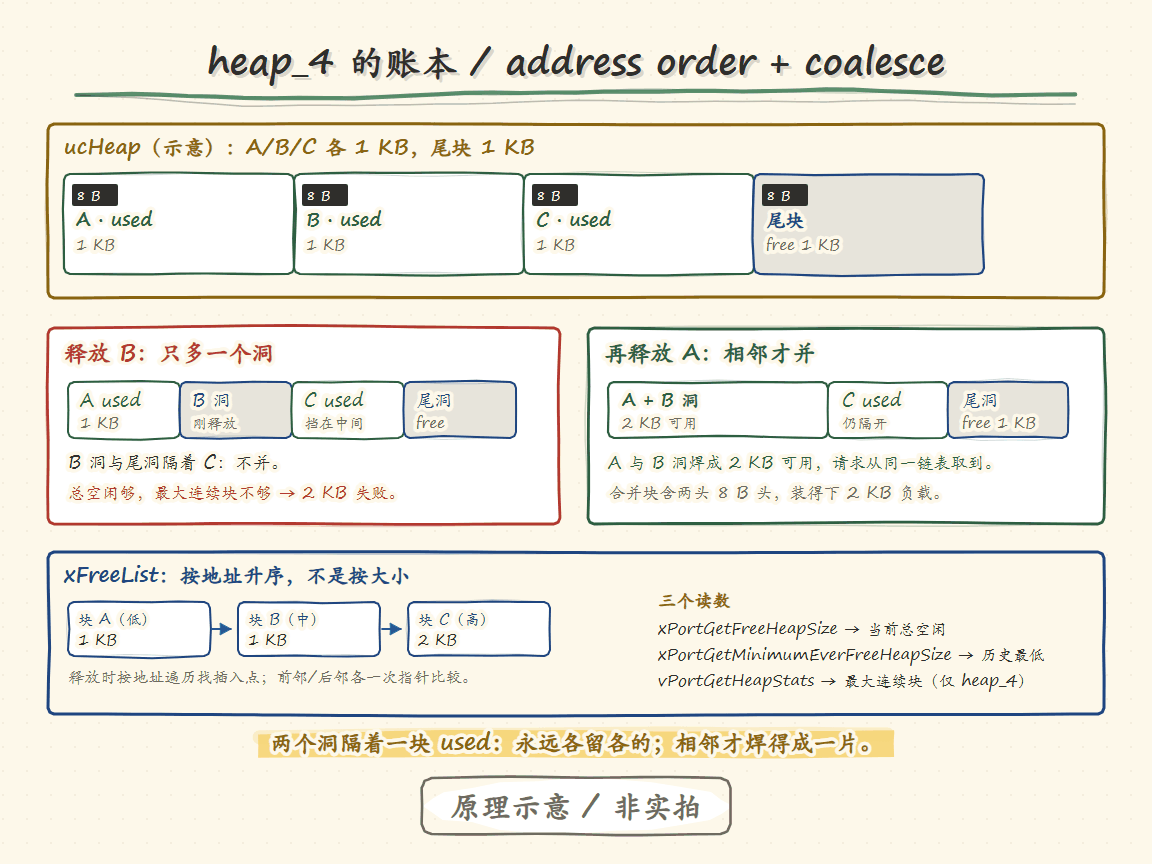 heap_4 的账本 / address order + coalesce
ucHeap（示意）：A/B/C 各 1 KB，尾块 1 KB
8 B
A · used
1 KB
8 B
B · used
1 KB
8 B
C · used
1 KB
8 B
尾块
free 1 KB
释放 B：只多一个洞
A used
1 KB
B 洞
刚释放
C used
挡在中间
尾洞
free
B 洞与尾洞隔着 C：不并。
总空闲够，最大连续块不够 → 2 KB 失败。
再释放 A：相邻才并
A + B 洞
2 KB 可用
C used
仍隔开
尾洞
free 1 KB
A 与 B 洞焊成 2 KB 可用，请求从同一链表取到。
合并块含两头 8 B 头，装得下 2 KB 负载。
xFreeList：按地址升序，不是按大小
块 A（低）
1 KB
块 B（中）
1 KB
块 C（高）
2 KB
释放时按地址遍历找插入点；前邻/后邻各一次指针比较。
三个读数
xPortGetFreeHeapSize → 当前总空闲
xPortGetMinimumEverFreeHeapSize → 历史最低
vPortGetHeapStats → 最大连续块（仅 heap_4）
两个洞隔着一块 used：永远各留各的；相邻才焊得成一片。
原理示意 / 非实拍